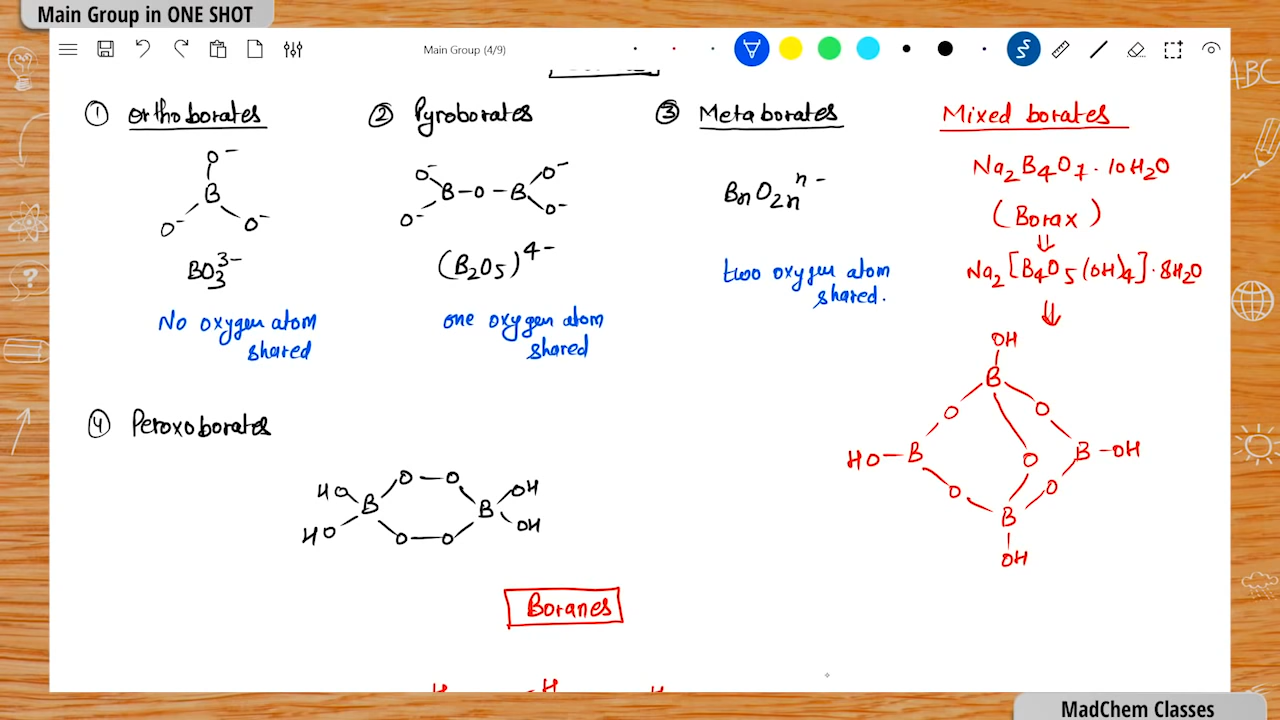 Main Group in ONE SHOT
Main Group (4/9)
ABC
① Orthoborates
O⁻
B
O⁻ O⁻
BO₃³⁻
No oxygen atom
shared
② Pyroborates
O⁻ O⁻
B-O-B
O⁻ O⁻
(B₂O₅)⁴⁻
one oxygen atom
shared
③ Metaborates
BnO₂nⁿ⁻
two oxygen atom
shared.
Mixed borates
Na₂B₄O₇·10H₂O
(Borax)
Na₂[B₄O₅(OH)₄]·8H₂O
OH
B
O O
HO-B O B-OH
O O
B
OH
④ Peroxoborates
HO O-O OH
B B
HO O-O OH
Boranes
H H H
MadChem Classes